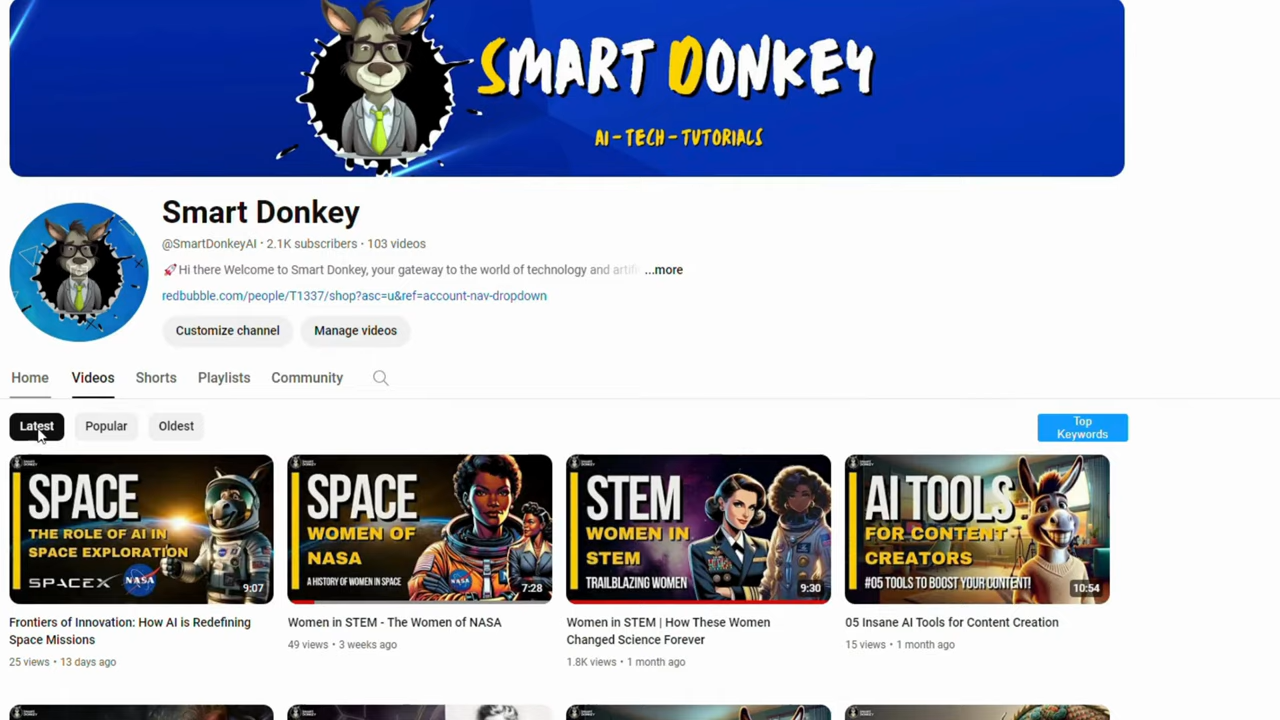 SMART DONKEY
AI - TECH - TUTORIALS
Smart Donkey
@SmartDonkeyAI · 2.1K subscribers · 103 videos
🚀Hi there Welcome to Smart Donkey, your gateway to the world of technology and artifi ...more
redbubble.com/people/T1337/shop?asc=u&ref=account-nav-dropdown
Customize channel Manage videos
Home Videos Shorts Playlists Community
Latest Popular Oldest
Top
Keywords
SPACE
THE ROLE OF AI IN
SPACE EXPLORATION
SPACEX NASA
9:07
SPACE
WOMEN OF
NASA
A HISTORY OF WOMEN IN SPACE
7:28
STEM
WOMEN IN
STEM
TRAILBLAZING WOMEN
9:30
AI TOOLS
FOR CONTENT
CREATORS
#05 TOOLS TO BOOST YOUR CONTENT!
10:54
Frontiers of Innovation: How AI is Redefining
Space Missions
25 views · 13 days ago
Women in STEM - The Women of NASA
49 views · 3 weeks ago
Women in STEM | How These Women
Changed Science Forever
1.8K views · 1 month ago
05 Insane AI Tools for Content Creation
15 views · 1 month ago